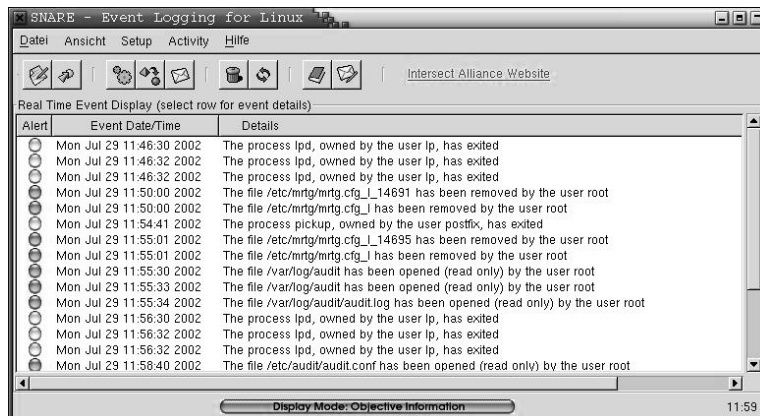 SNARE - Event Logging for Linux
Datei Ansicht Setup Activity Hilfe
Intersect Alliance Website
Real Time Event Display (select row for event details)
Alert Event Date/Time Details
Mon Jul 29 11:46:30 2002 The process lpd, owned by the user lp, has exited
Mon Jul 29 11:46:32 2002 The process lpd, owned by the user lp, has exited
Mon Jul 29 11:46:32 2002 The process lpd, owned by the user lp, has exited
Mon Jul 29 11:50:00 2002 The file /etc/mrtg/mrtg.cfg_l_14691 has been removed by the user root
Mon Jul 29 11:50:00 2002 The file /etc/mrtg/mrtg.cfg_l has been removed by the user root
Mon Jul 29 11:54:41 2002 The process pickup, owned by the user postfix, has exited
Mon Jul 29 11:55:01 2002 The file /etc/mrtg/mrtg.cfg_l_14695 has been removed by the user root
Mon Jul 29 11:55:01 2002 The file /etc/mrtg/mrtg.cfg_l has been removed by the user root
Mon Jul 29 11:55:30 2002 The file /var/log/audit has been opened (read only) by the user root
Mon Jul 29 11:55:33 2002 The file /var/log/audit has been opened (read only) by the user root
Mon Jul 29 11:55:34 2002 The file /var/log/audit/audit.log has been opened (read only) by the user root
Mon Jul 29 11:56:30 2002 The process lpd, owned by the user lp, has exited
Mon Jul 29 11:56:32 2002 The process lpd, owned by the user lp, has exited
Mon Jul 29 11:56:32 2002 The process lpd, owned by the user lp, has exited
Mon Jul 29 11:58:40 2002 The file /etc/audit/audit.conf has been opened (read only) by the user root
Display Mode: Objective Information
11:59